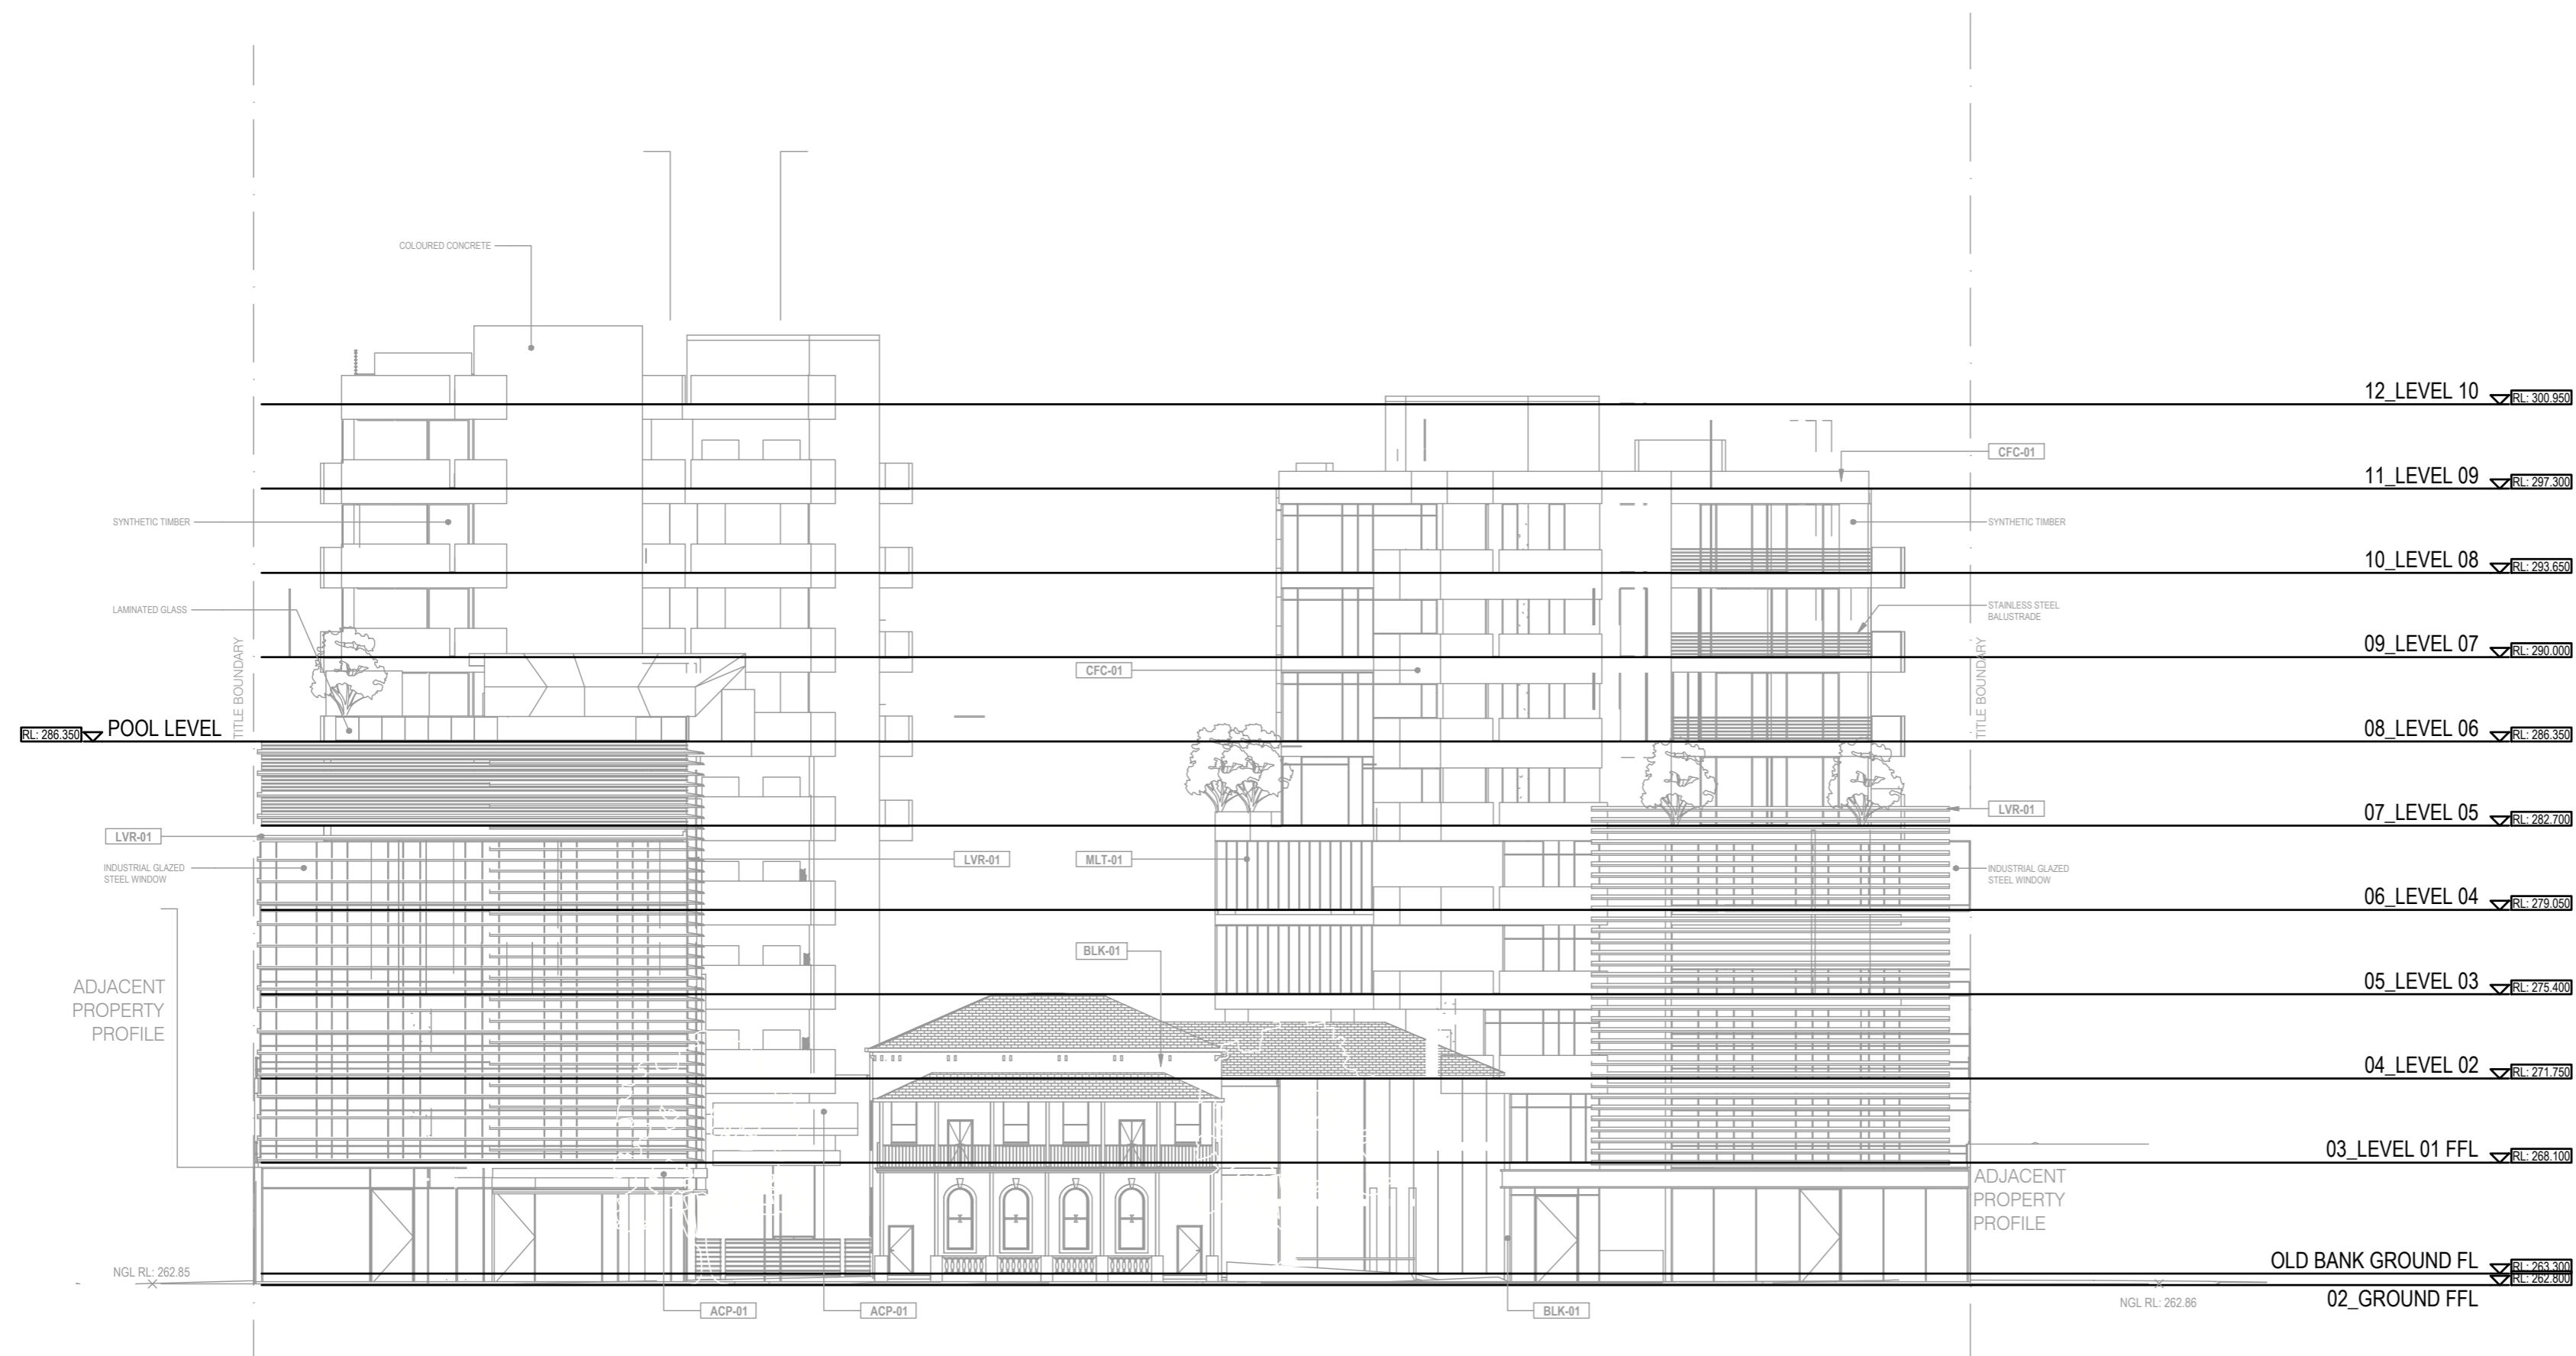 COLOURED CONCRETE
12_LEVEL 10
RL: 300.950
CFC-01
11_LEVEL 09
RL: 297.300
SYNTHETIC TIMBER
SYNTHETIC TIMBER
10_LEVEL 08
RL: 293.650
LAMINATED GLASS
STAINLESS STEEL
BALUSTRADE
TITLE BOUNDARY
TITLE BOUNDARY
09_LEVEL 07
RL: 290.000
CFC-01
RL: 286.350
POOL LEVEL
08_LEVEL 06
RL: 286.350
LVR-01
07_LEVEL 05
RL: 282.700
LVR-01
LVR-01
MLT-01
INDUSTRIAL GLAZED
STEEL WINDOW
INDUSTRIAL GLAZED
STEEL WINDOW
06_LEVEL 04
RL: 279.050
BLK-01
ADJACENT
PROPERTY
PROFILE
05_LEVEL 03
RL: 275.400
04_LEVEL 02
RL: 271.750
ACP-01
03_LEVEL 01 FFL
RL: 268.100
ADJACENT
PROPERTY
PROFILE
NGL RL: 262.85
OLD BANK GROUND FL
RL: 263.300
RL: 262.800
02_GROUND FFL
NGL RL: 262.86
ACP-01
BLK-01